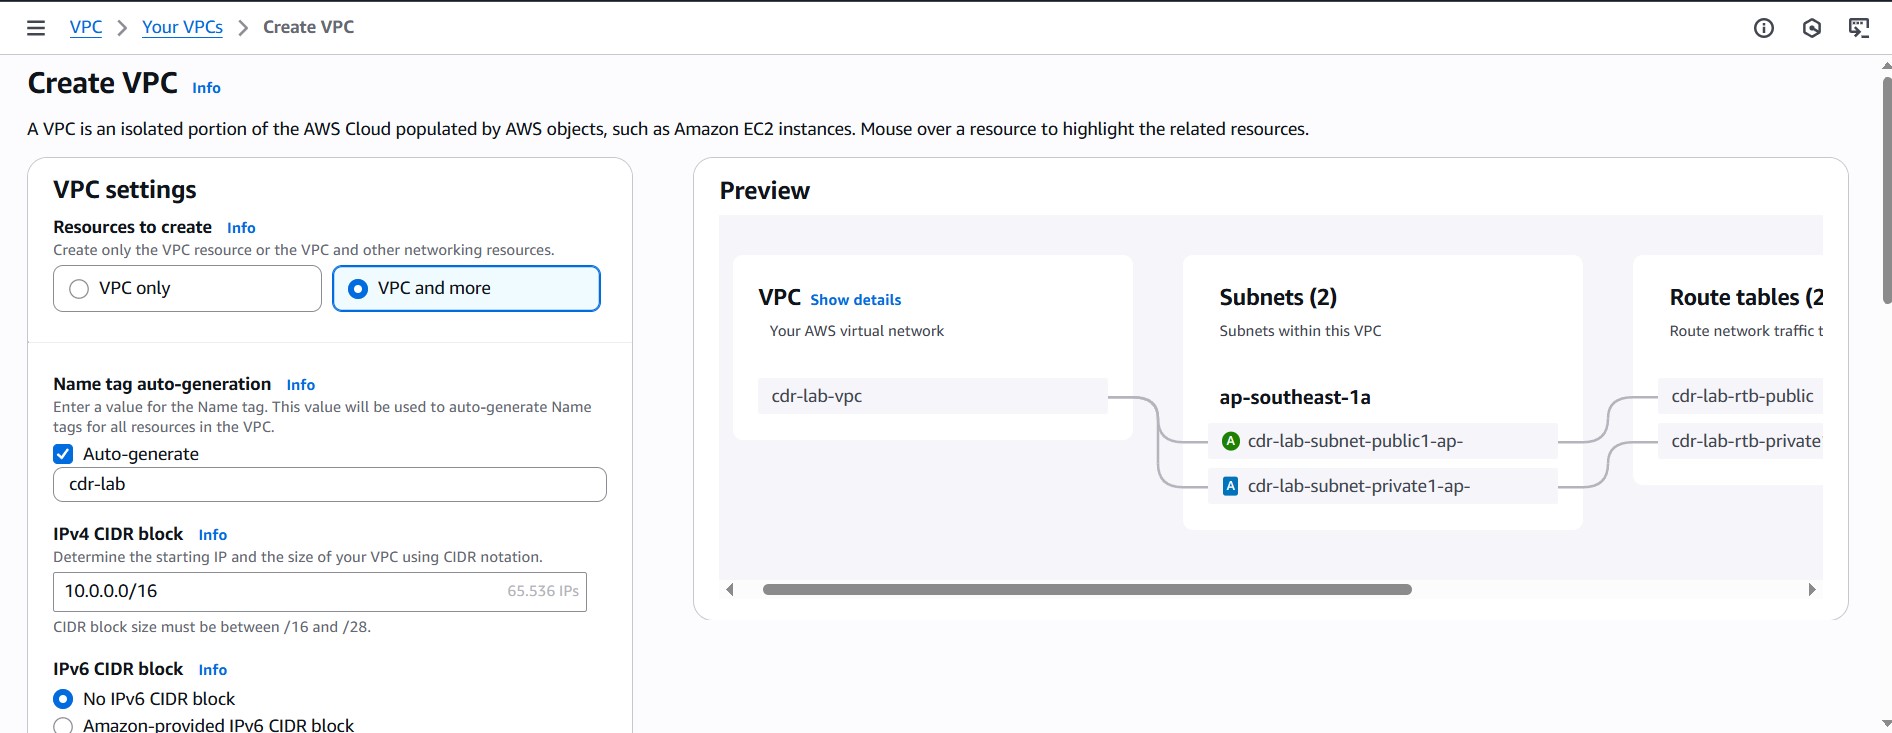 VPC > Your VPCs > Create VPC
Create VPC Info
A VPC is an isolated portion of the AWS Cloud populated by AWS objects, such as Amazon EC2 instances. Mouse over a resource to highlight the related resources.
VPC settings
Resources to create Info
Create only the VPC resource or the VPC and other networking resources.
VPC only
VPC and more
Name tag auto-generation Info
Enter a value for the Name tag. This value will be used to auto-generate Name
tags for all resources in the VPC.
Auto-generate
cdr-lab
IPv4 CIDR block Info
Determine the starting IP and the size of your VPC using CIDR notation.
10.0.0.0/16 65.536 IPs
CIDR block size must be between /16 and /28.
IPv6 CIDR block Info
No IPv6 CIDR block
Amazon-provided IPv6 CIDR block
Preview
VPC Show details
Your AWS virtual network
cdr-lab-vpc
Subnets (2)
Subnets within this VPC
ap-southeast-1a
A cdr-lab-subnet-public1-ap-
A cdr-lab-subnet-private1-ap-
Route tables (2
Route network traffic t
cdr-lab-rtb-public
cdr-lab-rtb-private